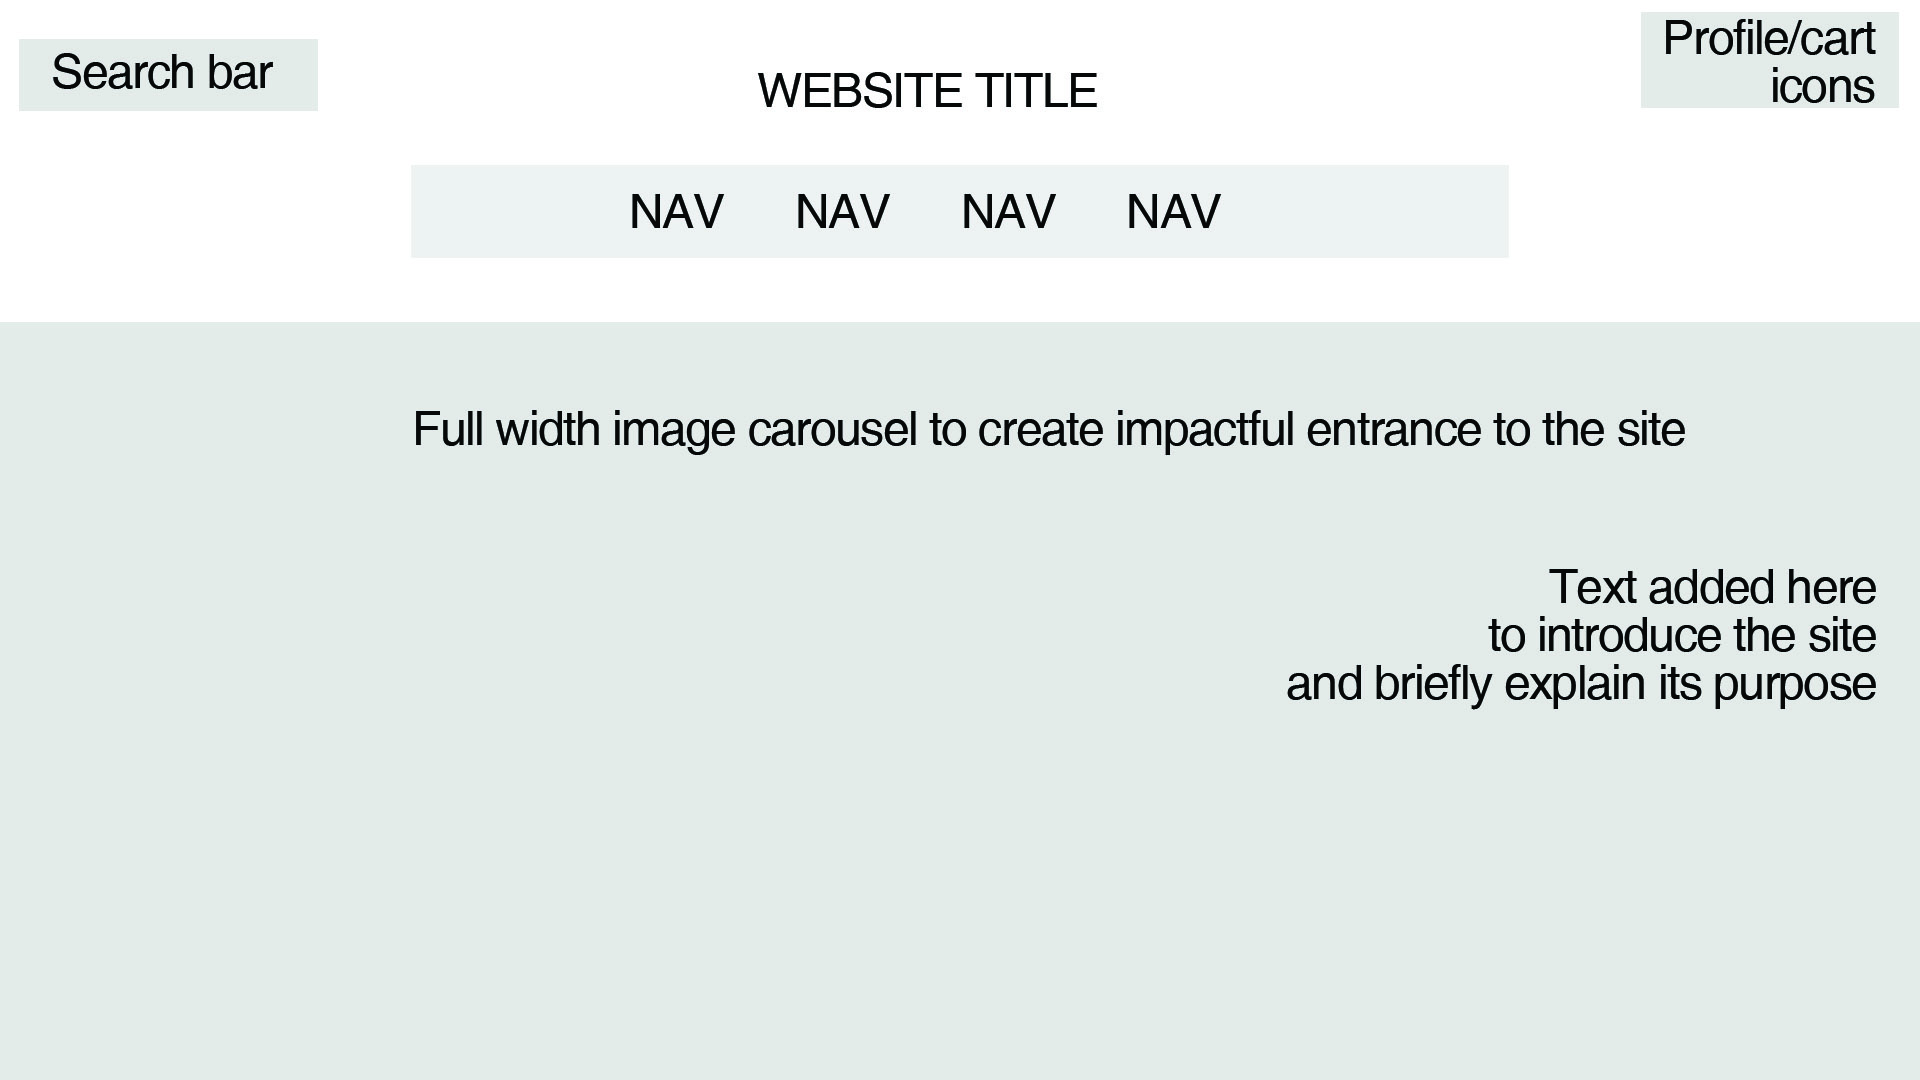 Search bar
WEBSITE TITLE
Profile/cart
icons
NAV NAV NAV NAV
Full width image carousel to create impactful entrance to the site
Text added here
to introduce the site
and briefly explain its purpose